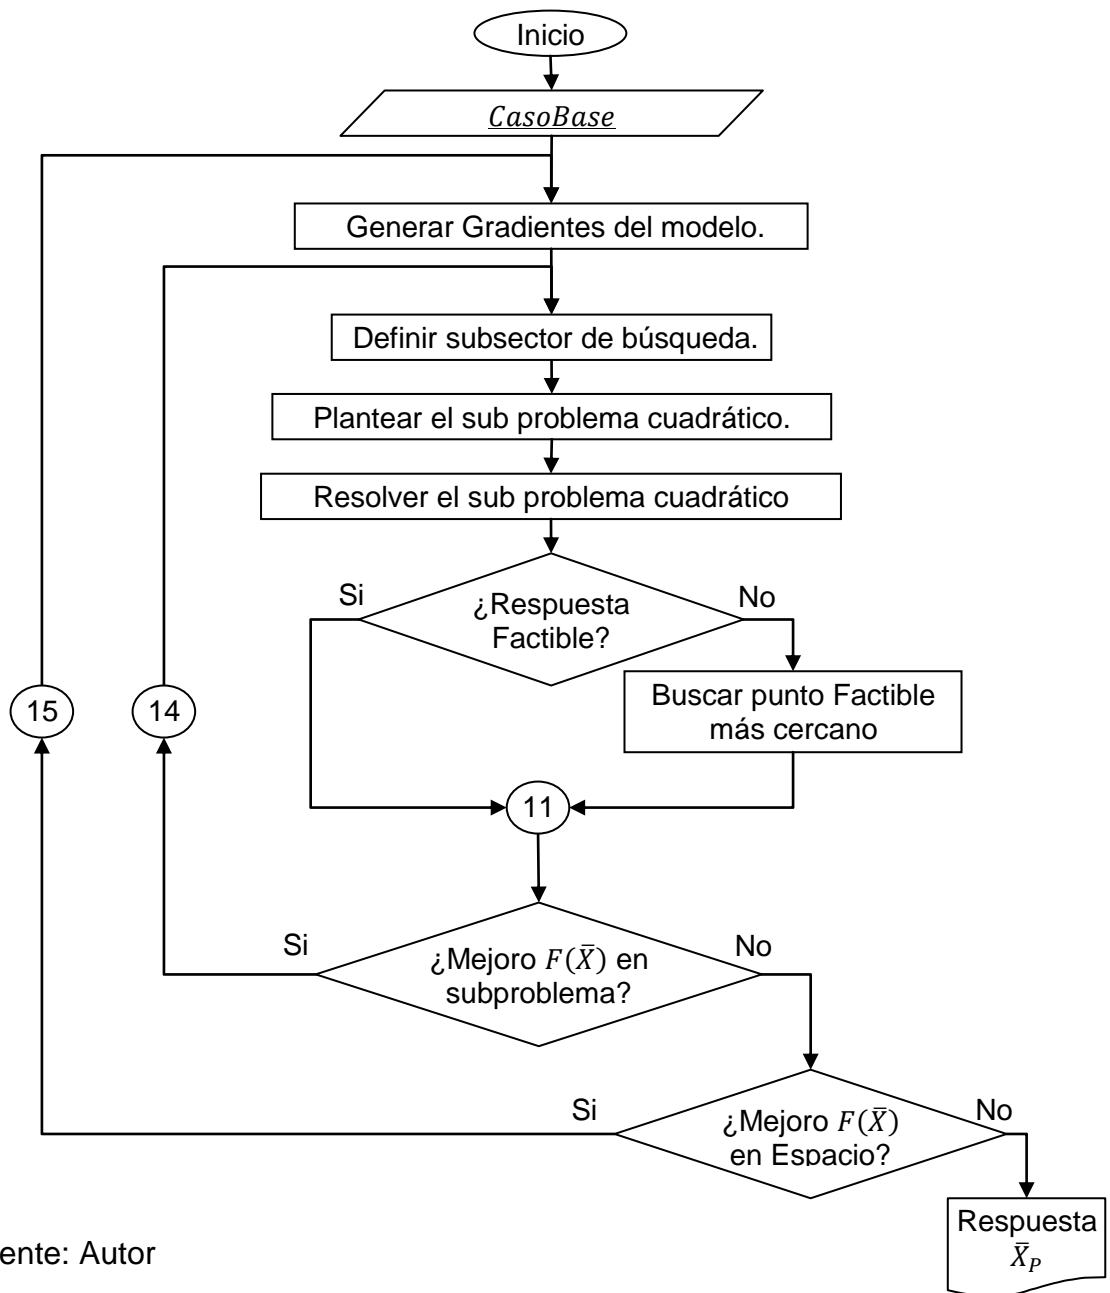 Inicio
CasoBase
Generar Gradientes del modelo.
Definir subsector de búsqueda.
Plantear el sub problema cuadrático.
Resolver el sub problema cuadrático
Si
¿Respuesta
Factible?
No
Buscar punto Factible
más cercano
15
14
11
Si
¿Mejoro F(X̄) en
subproblema?
No
Si
¿Mejoro F(X̄)
en Espacio?
No
Respuesta
X̄_P
ente: Autor